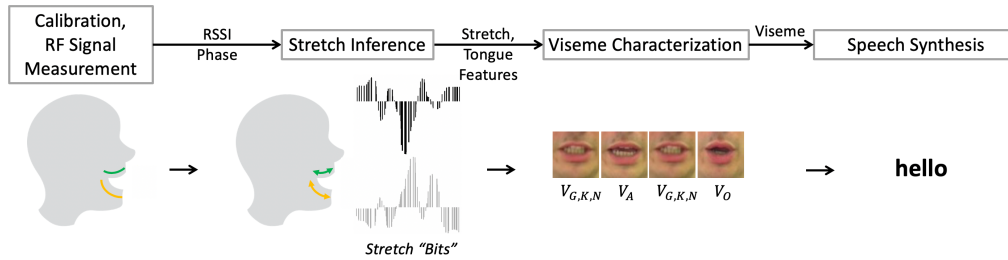 Calibration,
RF Signal
Measurement
RSSI
Phase
Stretch Inference
Stretch,
Tongue
Features
Viseme Characterization
Viseme
Speech Synthesis
Stretch “Bits”
V_{G,K,N} V_A V_{G,K,N} V_O
hello